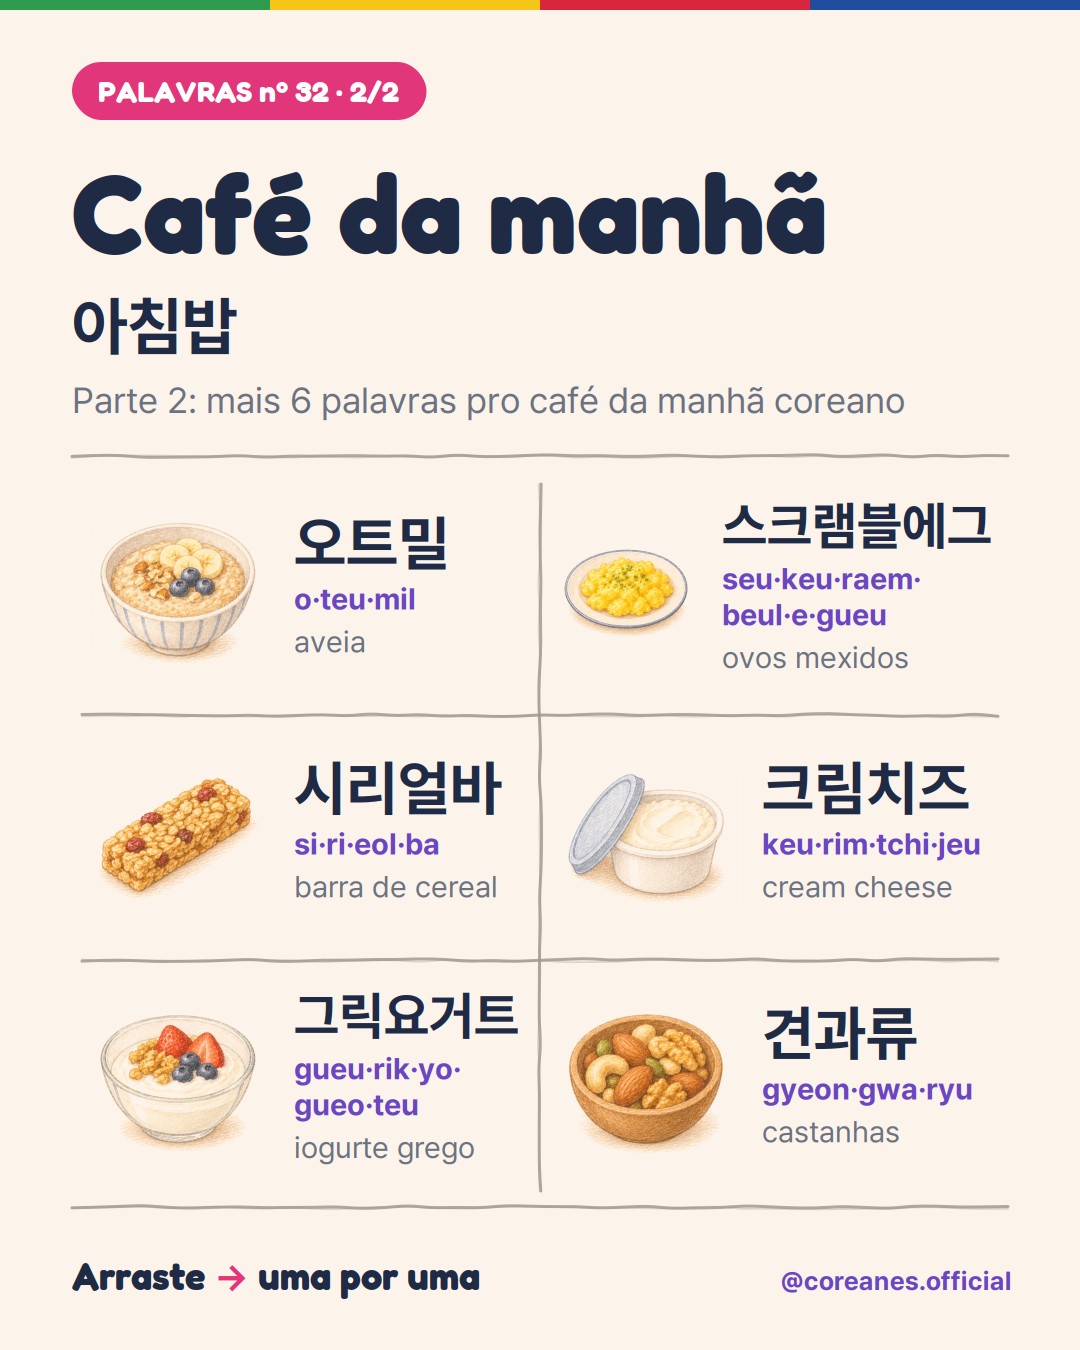 PALAVRAS nº 32 · 2/2
Café da manhã
아침밥
Parte 2: mais 6 palavras pro café da manhã coreano
오트밀
o·teu·mil
aveia
스크램블에그
seu·keu·raem·
beul·e·gueu
ovos mexidos
시리얼바
si·ri·eol·ba
barra de cereal
크림치즈
keu·rim·tchi·jeu
cream cheese
그릭요거트
gueu·rik·yo·
gueo·teu
iogurte grego
견과류
gyeon·gwa·ryu
castanhas
Arraste → uma por uma
@coreanes.official